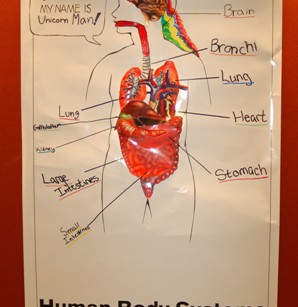 MY NAME IS
UNICORN MAN!
Brain
Bronchi
Lung
Lung
Heart
Kidney
Large
Intestines
Stomach
Small
Intestines
Human Body Systems